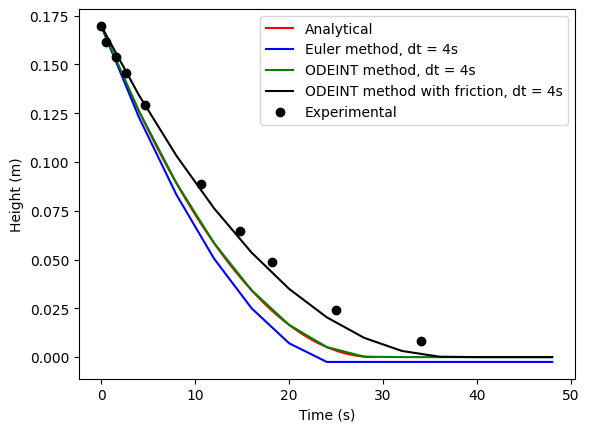 0.175
0.150
0.125
0.100
0.075
0.050
0.025
0.000
Height (m)
0
10
20
30
40
50
Time (s)
Analytical
Euler method, dt = 4s
ODEINT method, dt = 4s
ODEINT method with friction, dt = 4s
Experimental